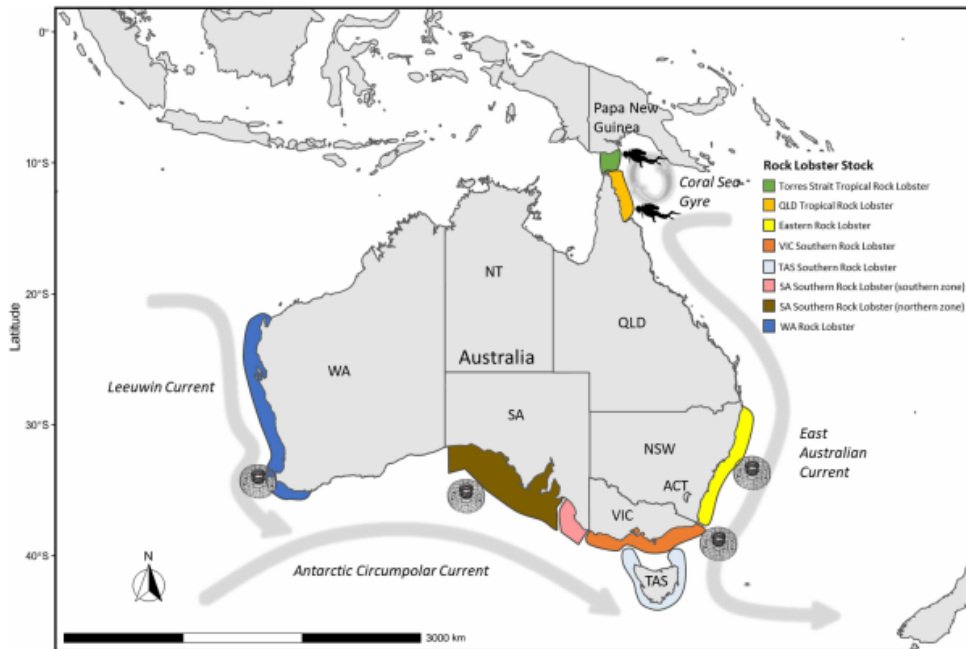 0°
10°S
20°S
30°S
40°S
Latitude
Papa New
Guinea
Coral Sea
Gyre
Rock Lobster Stock
Torres Strait Tropical Rock Lobster
QLD Tropical Rock Lobster
Eastern Rock Lobster
VIC Southern Rock Lobster
TAS Southern Rock Lobster
SA Southern Rock Lobster (southern zone)
SA Southern Rock Lobster (northern zone)
WA Rock Lobster
NT
QLD
WA
Australia
Leeuwin Current
SA
NSW
East
Australian
Current
ACT
VIC
Antarctic Circumpolar Current
TAS
N
3000 km